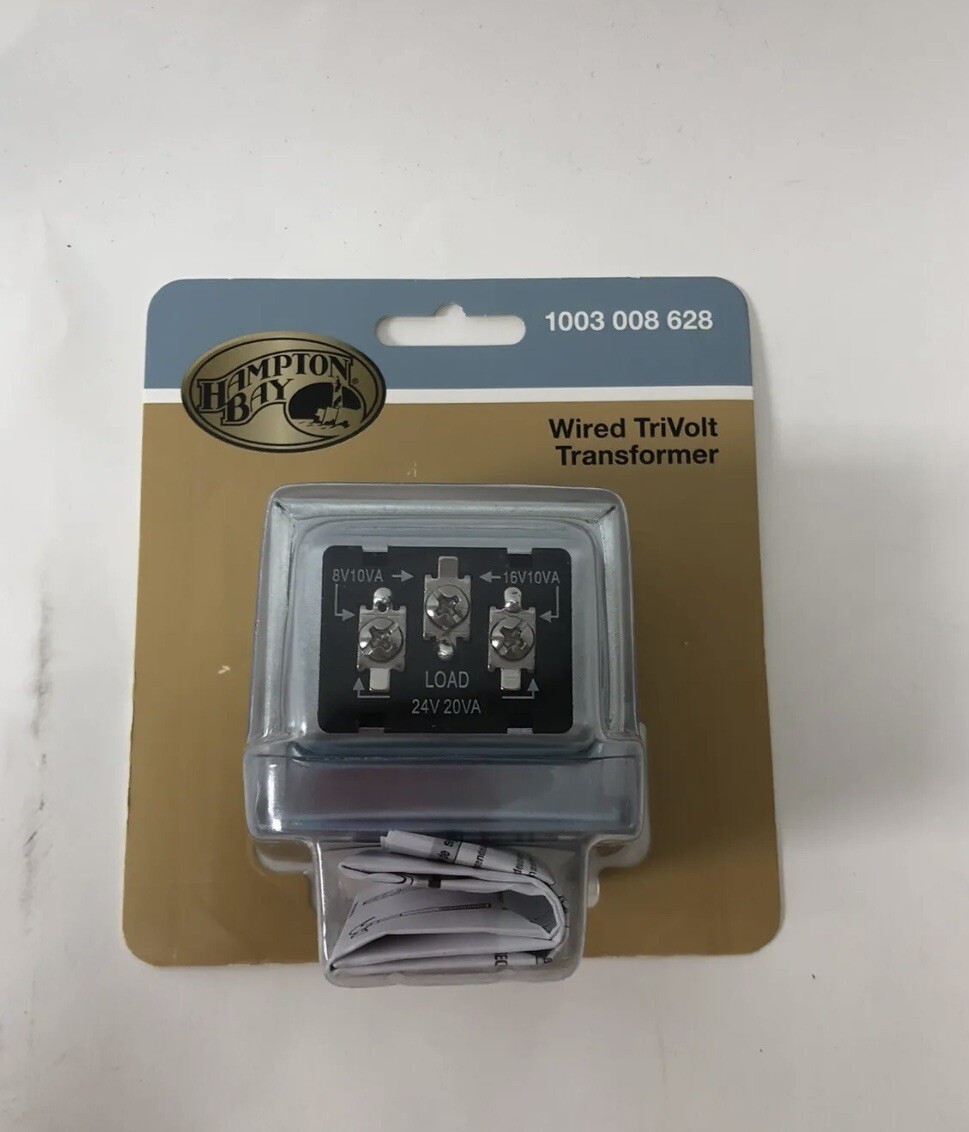 1003 008 628
HAMPTON
BAY
®
Wired TriVolt
Transformer
8V10VA
16V10VA
LOAD
24V 20VA